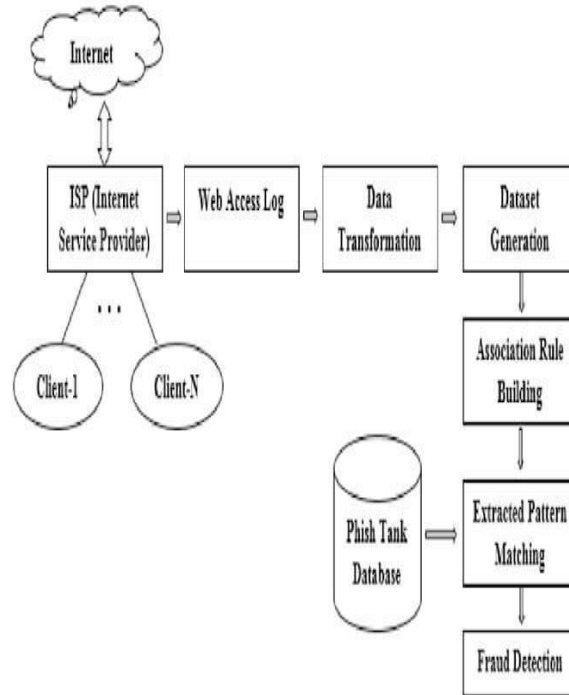 Internet
ISP (Internet
Service Provider)
Web Access Log
Data
Transformation
Dataset
Generation
. . .
Client-1
Client-N
Association Rule
Building
Phish Tank
Database
Extracted Pattern
Matching
Fraud Detection